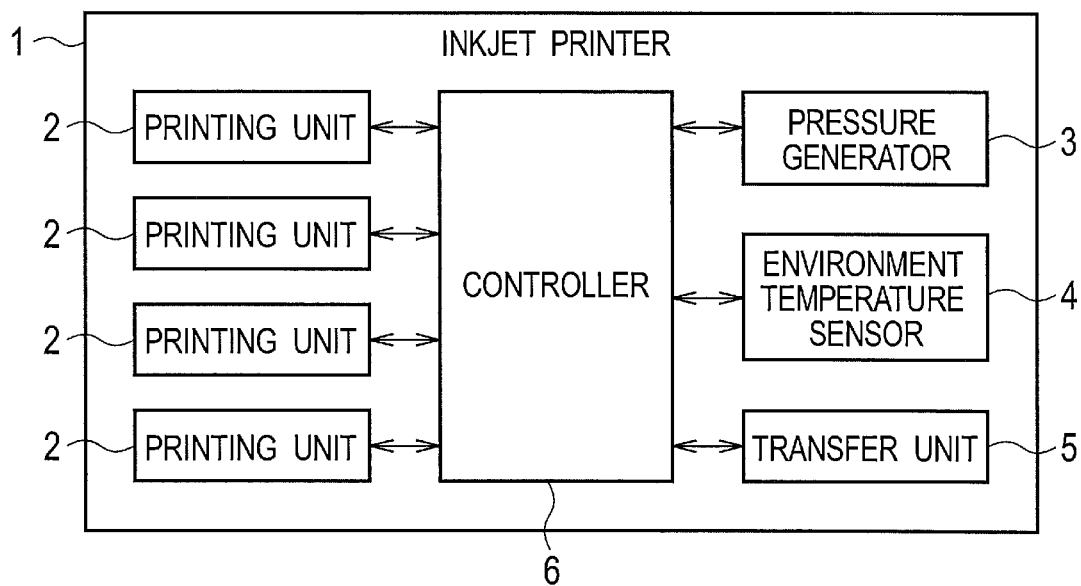 1
INKJET PRINTER
2
PRINTING UNIT
2
PRINTING UNIT
2
PRINTING UNIT
2
PRINTING UNIT
CONTROLLER
6
PRESSURE
GENERATOR
3
ENVIRONMENT
TEMPERATURE
SENSOR
4
TRANSFER UNIT
5